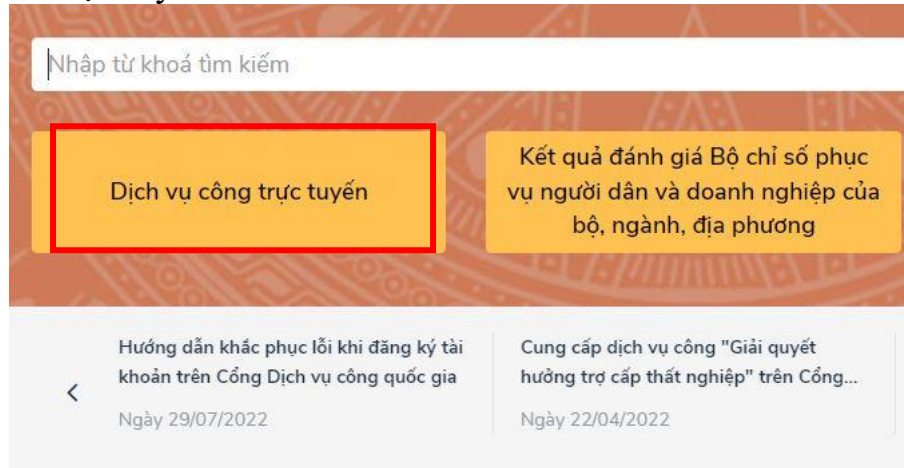 Nhập từ khoá tìm kiếm
Dịch vụ công trực tuyến
Kết quả đánh giá Bộ chỉ số phục
vụ người dân và doanh nghiệp của
bộ, ngành, địa phương
Hướng dẫn khắc phục lỗi khi đăng ký tài
khoản trên Cổng Dịch vụ công quốc gia
Ngày 29/07/2022
Cung cấp dịch vụ công "Giải quyết
hưởng trợ cấp thất nghiệp" trên Cổng...
Ngày 22/04/2022